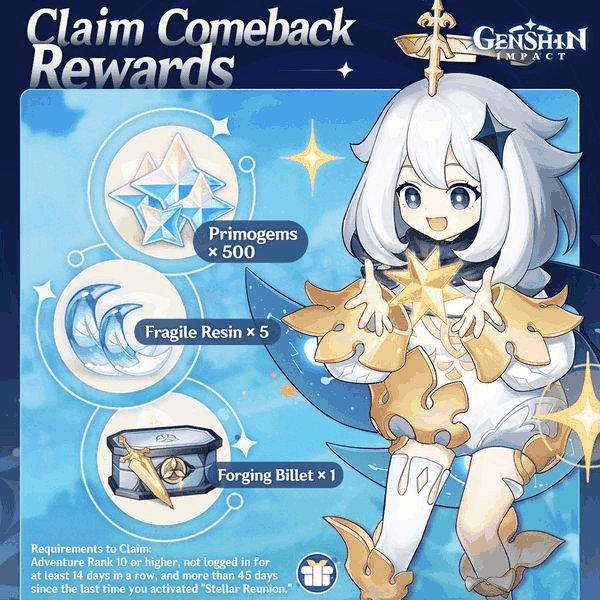 Claim Comeback
Rewards
GENSHIN
IMPACT
Primogems
× 500
Fragile Resin × 5
Forging Billet × 1
Requirements to Claim:
Adventure Rank 10 or higher, not logged in for
at least 14 days in a row, and more than 45 days
since the last time you activated "Stellar Reunion."